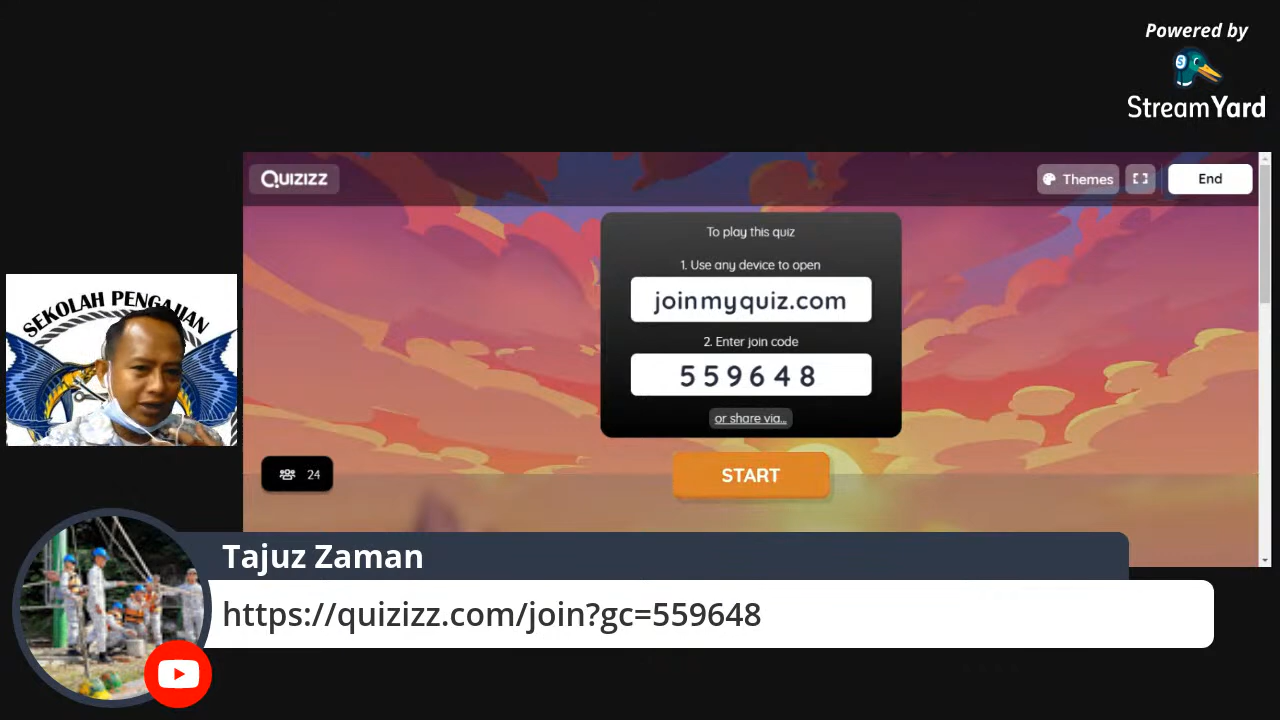 Powered by
StreamYard
Quizizz
Themes
End
To play this quiz
1. Use any device to open
joinmyquiz.com
2. Enter join code
559648
or share via...
START
24
SEKOLAH PENGAJIAN
Tajuz Zaman
https://quizizz.com/join?gc=559648